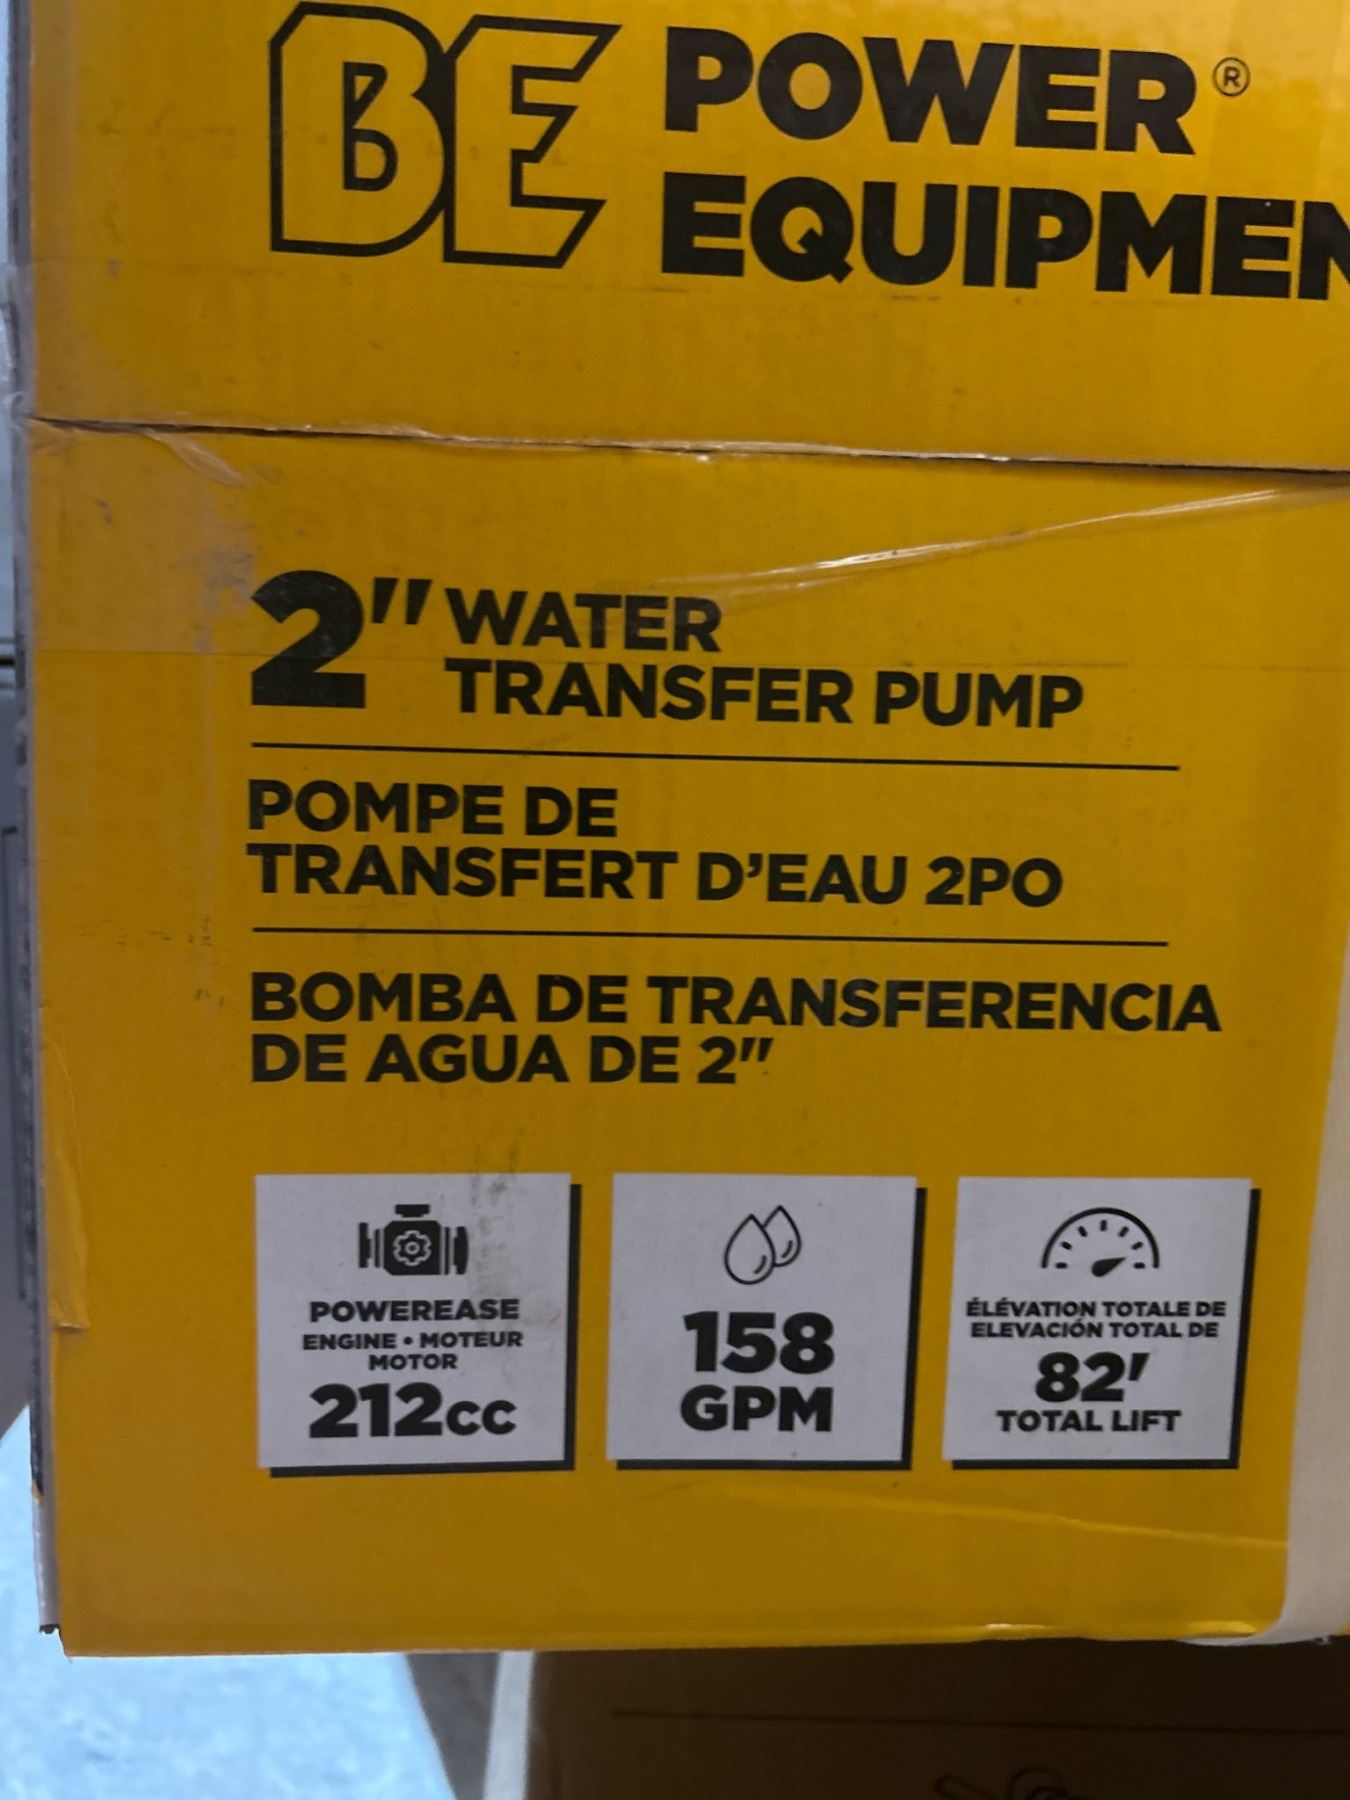 BE POWER®
EQUIPMEN
2" WATER
TRANSFER PUMP
POMPE DE
TRANSFERT D'EAU 2PO
BOMBA DE TRANSFERENCIA
DE AGUA DE 2"
POWEREASE
ENGINE • MOTEUR
MOTOR
212cc
158
GPM
ÉLÉVATION TOTALE DE
ELEVACIÓN TOTAL DE
82'
TOTAL LIFT